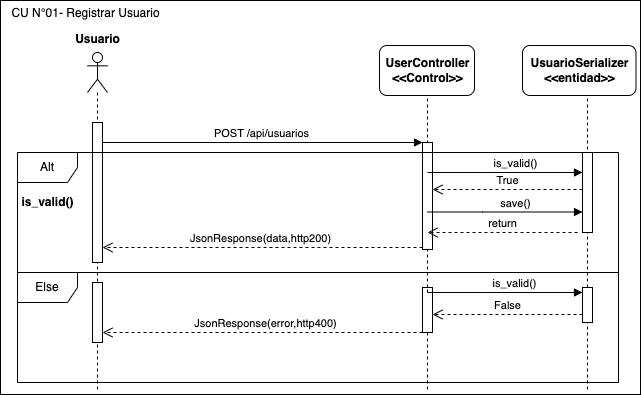 CU N°01- Registrar Usuario
Usuario
UserController
<<Control>>
UsuarioSerializer
<<entidad>>
POST /api/usuarios
Alt
is_valid()
is_valid()
True
save()
return
JsonResponse(data,http200)
Else
is_valid()
False
JsonResponse(error,http400)